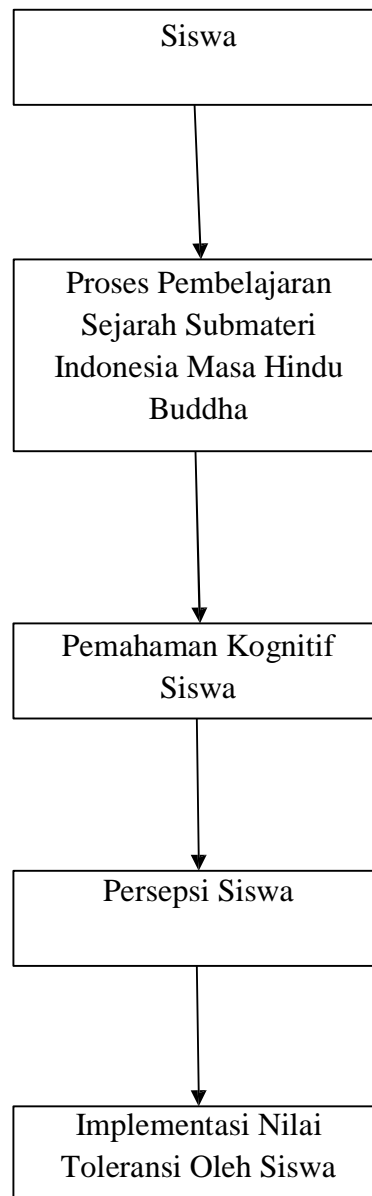 Siswa
Proses Pembelajaran
Sejarah Submateri
Indonesia Masa Hindu
Buddha
Pemahaman Kognitif
Siswa
Persepsi Siswa
Implementasi Nilai
Toleransi Oleh Siswa